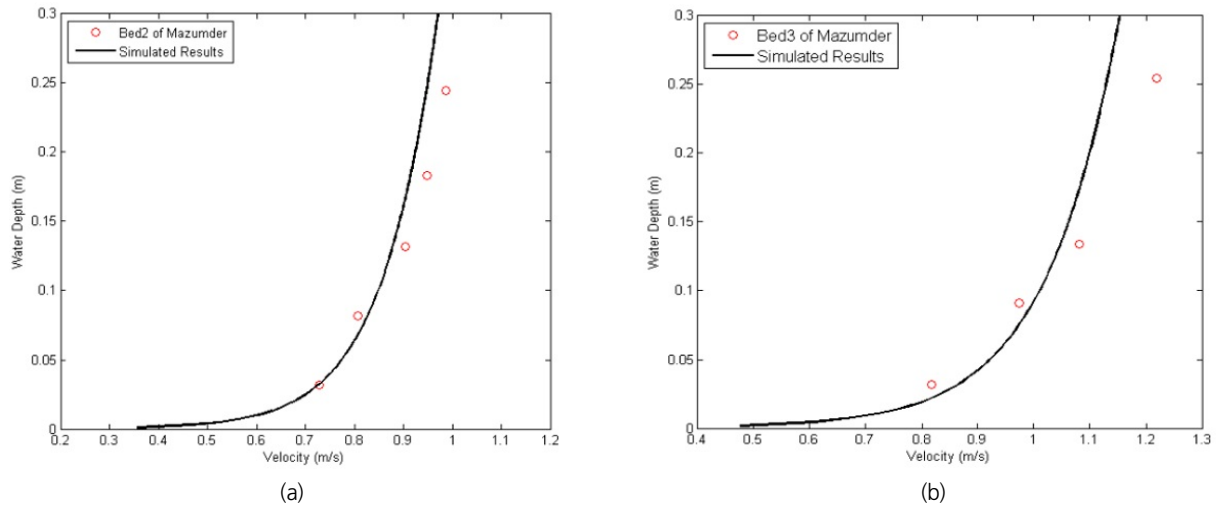 0.3
Bed2 of Mazumder
Simulated Results
0.25
0.2
0.15
0.1
0.05
0
Water Depth (m)
0.2 0.3 0.4 0.5 0.6 0.7 0.8 0.9 1 1.1 1.2
Velocity (m/s)
(a)
0.3
Bed3 of Mazumder
Simulated Results
0.25
0.2
0.15
0.1
0.05
0
Water Depth (m)
0.4 0.5 0.6 0.7 0.8 0.9 1 1.1 1.2 1.3
Velocity (m/s)
(b)